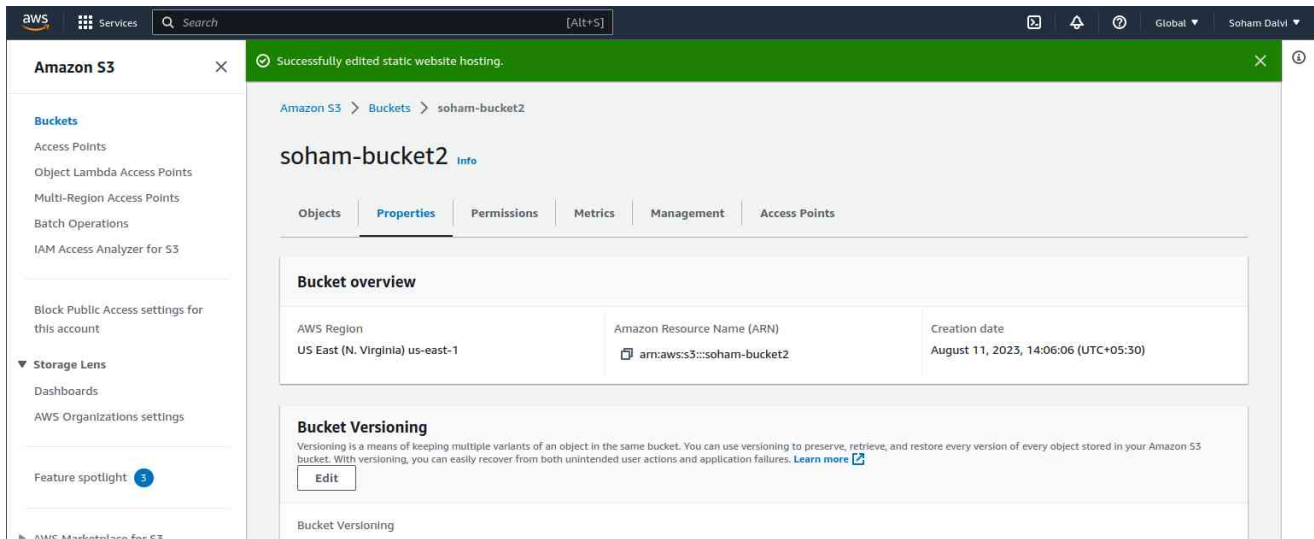 aws
Services
Search
[Alt+S]
Global ▼
Soham Dalvi ▼
Amazon S3
Successfully edited static website hosting.
Buckets
Access Points
Object Lambda Access Points
Multi-Region Access Points
Batch Operations
IAM Access Analyzer for S3
Block Public Access settings for
this account
Storage Lens
Dashboards
AWS Organizations settings
Feature spotlight 3
AWS Marketplace for S3
Amazon S3 > Buckets > soham-bucket2
soham-bucket2 Info
Objects
Properties
Permissions
Metrics
Management
Access Points
Bucket overview
AWS Region
US East (N. Virginia) us-east-1
Amazon Resource Name (ARN)
arn:aws:s3:::soham-bucket2
Creation date
August 11, 2023, 14:06:06 (UTC+05:30)
Bucket Versioning
Versioning is a means of keeping multiple variants of an object in the same bucket. You can use versioning to preserve, retrieve, and restore every version of every object stored in your Amazon S3
bucket. With versioning, you can easily recover from both unintended user actions and application failures. Learn more
Edit
Bucket Versioning